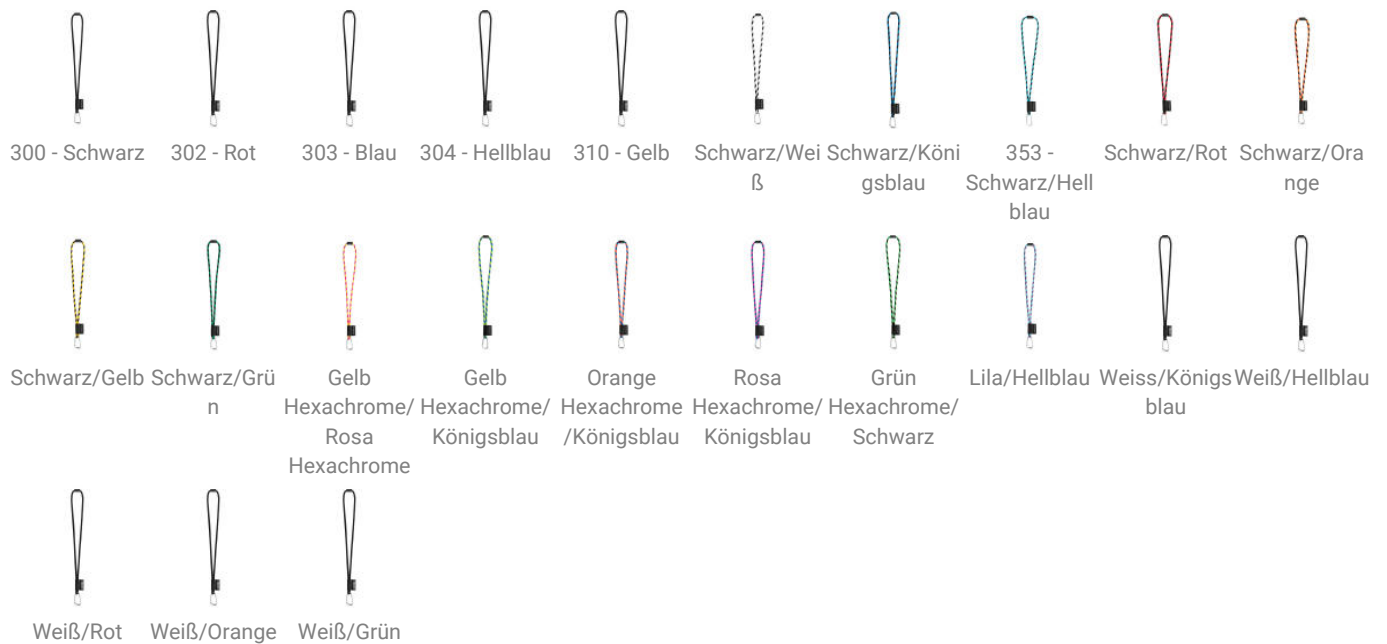 300 - Schwarz 302 - Rot 303 - Blau 304 - Hellblau 310 - Gelb Schwarz/Wei Schwarz/Köni 353 - Schwarz/Rot Schwarz/Ora
ß gsblau Schwarz/Hell nge
blau
Schwarz/Gelb Schwarz/Grü Gelb Gelb Orange Rosa Grün Lila/Hellblau Weiss/Königs Weiß/Hellblau
n Hexachrome/ Hexachrome/ Hexachrome Hexachrome/ Hexachrome/ blau
Rosa Königsblau /Königsblau Königsblau Schwarz
Hexachrome
Weiß/Rot Weiß/Orange Weiß/Grün